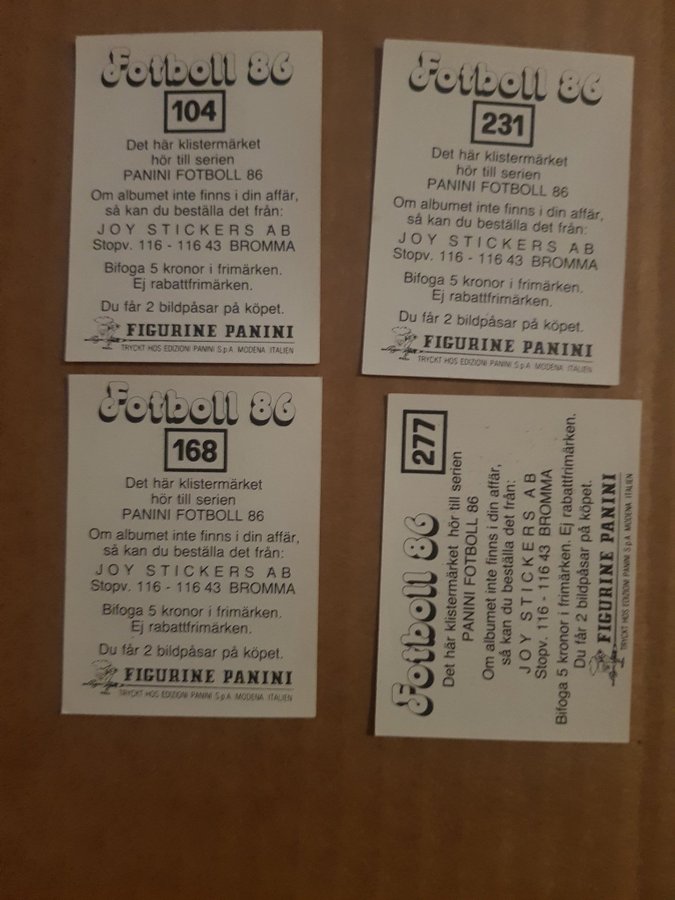 Fotboll 86
104
Det här klistermärket
hör till serien
PANINI FOTBOLL 86
Om albumet inte finns i din affär,
så kan du beställa det från:
JOY STICKERS AB
Stopv. 116 - 116 43 BROMMA
Bifoga 5 kronor i frimärken.
Ej rabattfrimärken.
Du får 2 bildpåsar på köpet.
FIGURINE PANINI
TRYCKT HOS EDIZIONI PANINI S.p.A. MODENA ITALIEN
Fotboll 86
231
Det här klistermärket
hör till serien
PANINI FOTBOLL 86
Om albumet inte finns i din affär,
så kan du beställa det från:
JOY STICKERS AB
Stopv. 116 - 116 43 BROMMA
Bifoga 5 kronor i frimärken.
Ej rabattfrimärken.
Du får 2 bildpåsar på köpet.
FIGURINE PANINI
TRYCKT HOS EDIZIONI PANINI S.p.A. MODENA ITALIEN
Fotboll 86
168
Det här klistermärket
hör till serien
PANINI FOTBOLL 86
Om albumet inte finns i din affär,
så kan du beställa det från:
JOY STICKERS AB
Stopv. 116 - 116 43 BROMMA
Bifoga 5 kronor i frimärken.
Ej rabattfrimärken.
Du får 2 bildpåsar på köpet.
FIGURINE PANINI
TRYCKT HOS EDIZIONI PANINI S.p.A. MODENA ITALIEN
Fotboll 86
277
Det här klistermärket hör till serien
PANINI FOTBOLL 86
Om albumet inte finns i din affär,
så kan du beställa det från:
JOY STICKERS AB
Stopv. 116 - 116 43 BROMMA
Bifoga 5 kronor i frimärken. Ej rabattfrimärken.
Du får 2 bildpåsar på köpet.
FIGURINE PANINI
TRYCKT HOS EDIZIONI PANINI S.p.A. MODENA ITALIEN